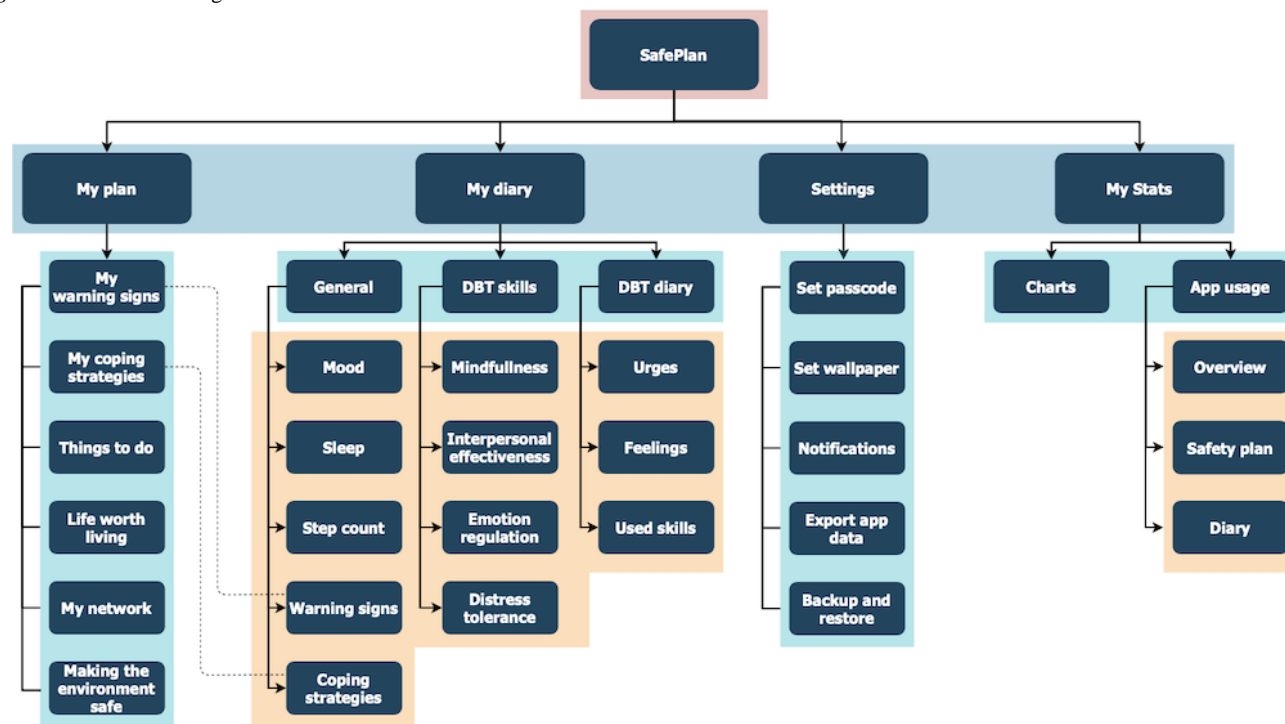 SafePlan
My plan
My diary
Settings
My Stats
My
warning signs
General
DBT skills
DBT diary
Set passcode
Charts
App usage
My coping
strategies
Mood
Mindfullness
Urges
Set wallpaper
Overview
Things to do
Sleep
Interpersonal
effectiveness
Feelings
Notifications
Safety plan
Life worth
living
Step count
Emotion
regulation
Used skills
Export app
data
Diary
My network
Warning signs
Distress
tolerance
Backup and
restore
Making the
environment
safe
Coping
strategies